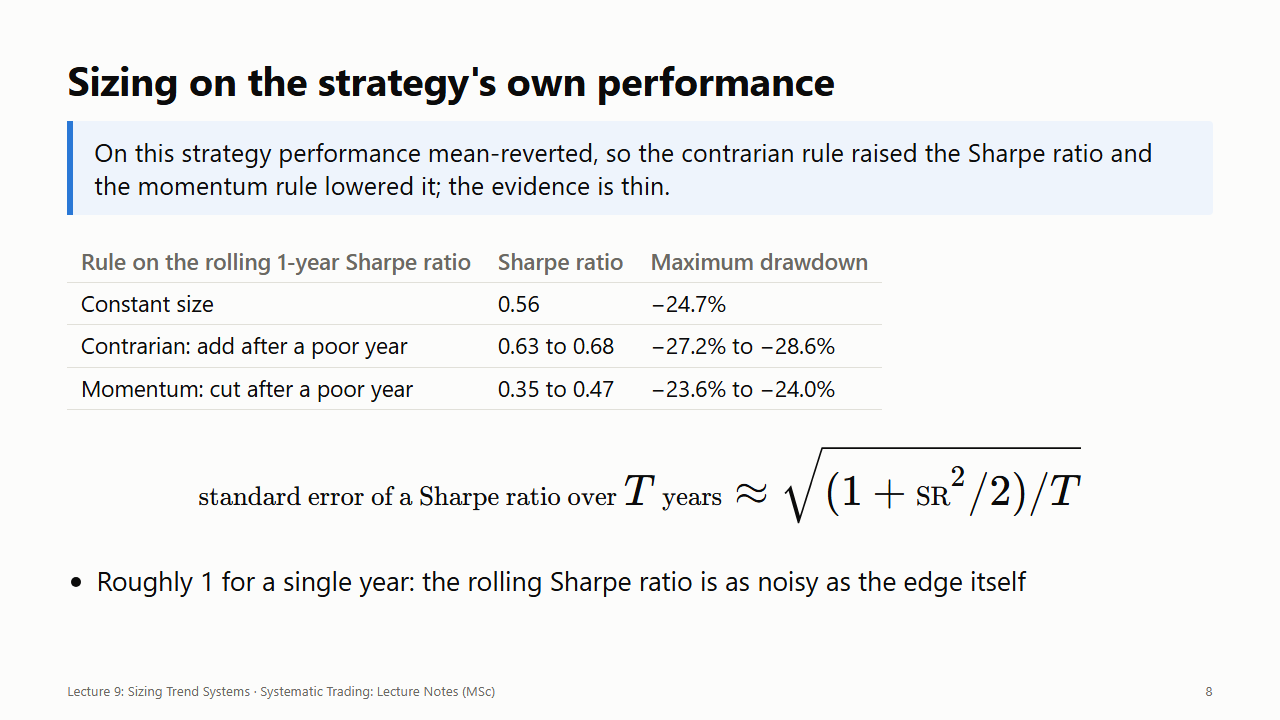 Sizing on the strategy's own performance
On this strategy performance mean-reverted, so the contrarian rule raised the Sharpe ratio and
the momentum rule lowered it; the evidence is thin.
Rule on the rolling 1-year Sharpe ratio Sharpe ratio Maximum drawdown
Constant size 0.56 −24.7%
Contrarian: add after a poor year 0.63 to 0.68 −27.2% to −28.6%
Momentum: cut after a poor year 0.35 to 0.47 −23.6% to −24.0%
standard error of a Sharpe ratio over T years ≈ √(1 + SR²/2)/T
• Roughly 1 for a single year: the rolling Sharpe ratio is as noisy as the edge itself
Lecture 9: Sizing Trend Systems · Systematic Trading: Lecture Notes (MSc) 8